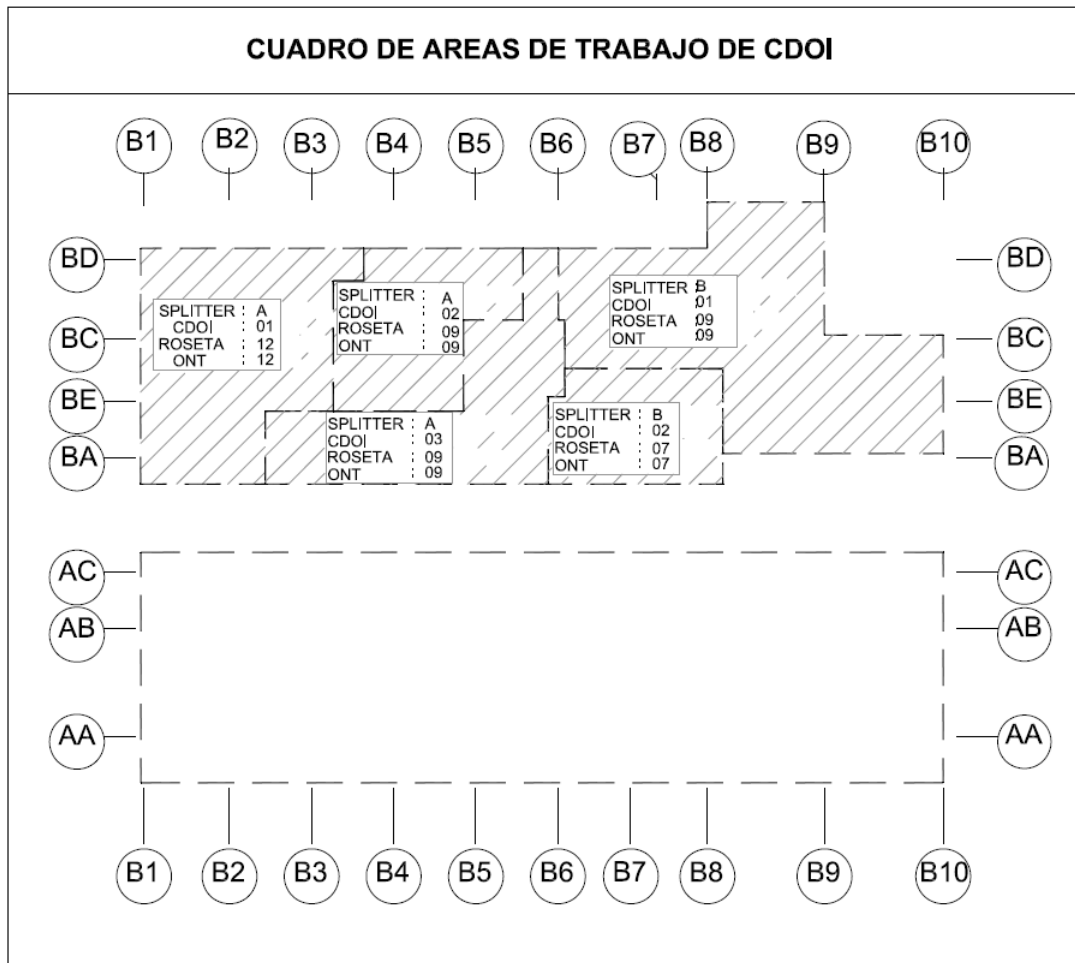 CUADRO DE AREAS DE TRABAJO DE CDOI
B1 B2 B3 B4 B5 B6 B7 B8 B9 B10
BD BD
SPLITTER : A
CDOI : 01
ROSETA : 12
ONT : 12
SPLITTER : A
CDOI : 02
ROSETA : 09
ONT : 09
SPLITTER : B
CDOI : 01
ROSETA : 09
ONT : 09
BC BC
BE BE
SPLITTER : A
CDOI : 03
ROSETA : 09
ONT : 09
SPLITTER : B
CDOI : 02
ROSETA : 07
ONT : 07
BA BA
AC AC
AB AB
AA AA
B1 B2 B3 B4 B5 B6 B7 B8 B9 B10